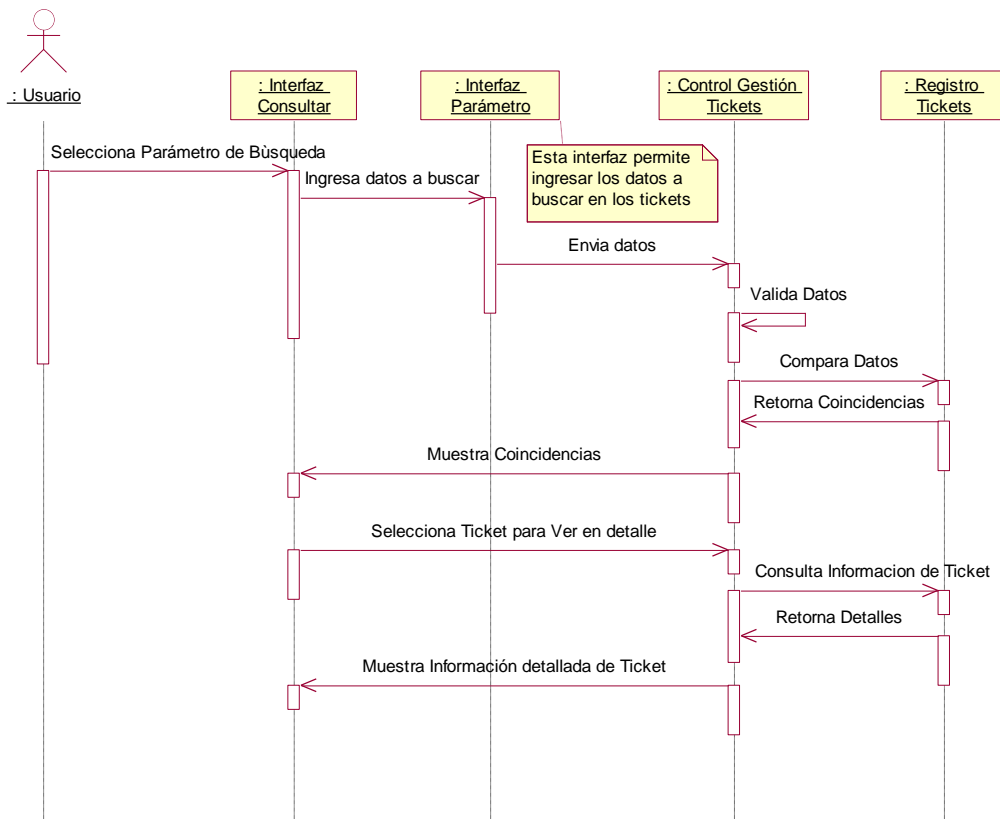 : Usuario
: Interfaz
Consultar
: Interfaz
Parámetro
: Control Gestión
Tickets
: Registro
Tickets
Esta interfaz permite
ingresar los datos a
buscar en los tickets
Selecciona Parámetro de Bùsqueda
Ingresa datos a buscar
Envia datos
Valida Datos
Compara Datos
Retorna Coincidencias
Muestra Coincidencias
Selecciona Ticket para Ver en detalle
Consulta Informacion de Ticket
Retorna Detalles
Muestra Información detallada de Ticket